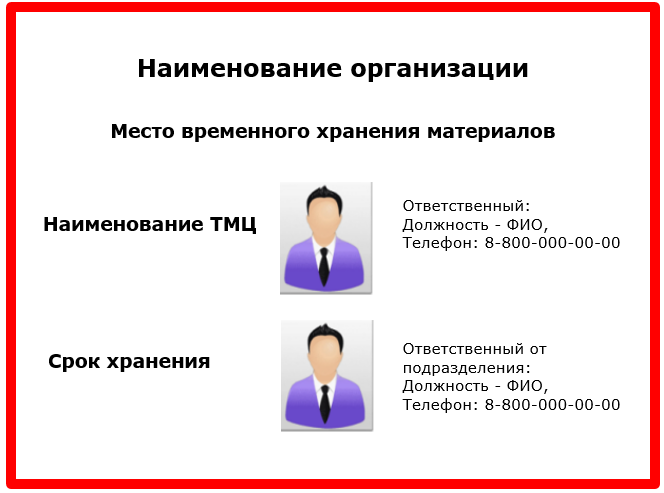 Наименование организации
Место временного хранения материалов
Наименование ТМЦ
Ответственный:
Должность - ФИО,
Телефон: 8-800-000-00-00
Срок хранения
Ответственный от
подразделения:
Должность - ФИО,
Телефон: 8-800-000-00-00